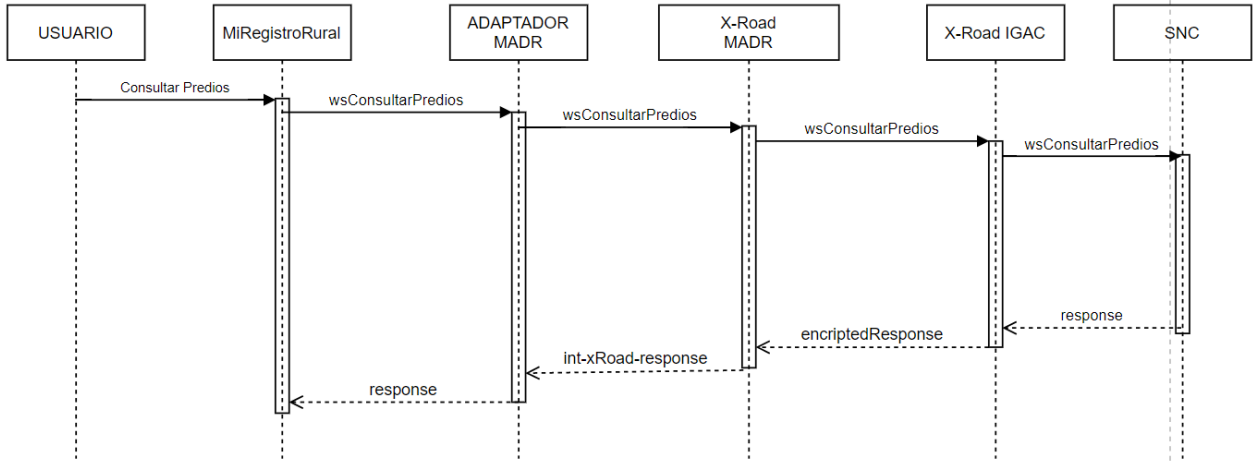 USUARIO
MiRegistroRural
ADAPTADOR
MADR
X-Road
MADR
X-Road IGAC
SNC
Consultar Predios
wsConsultarPredios
wsConsultarPredios
wsConsultarPredios
wsConsultarPredios
response
encriptedResponse
int-xRoad-response
response